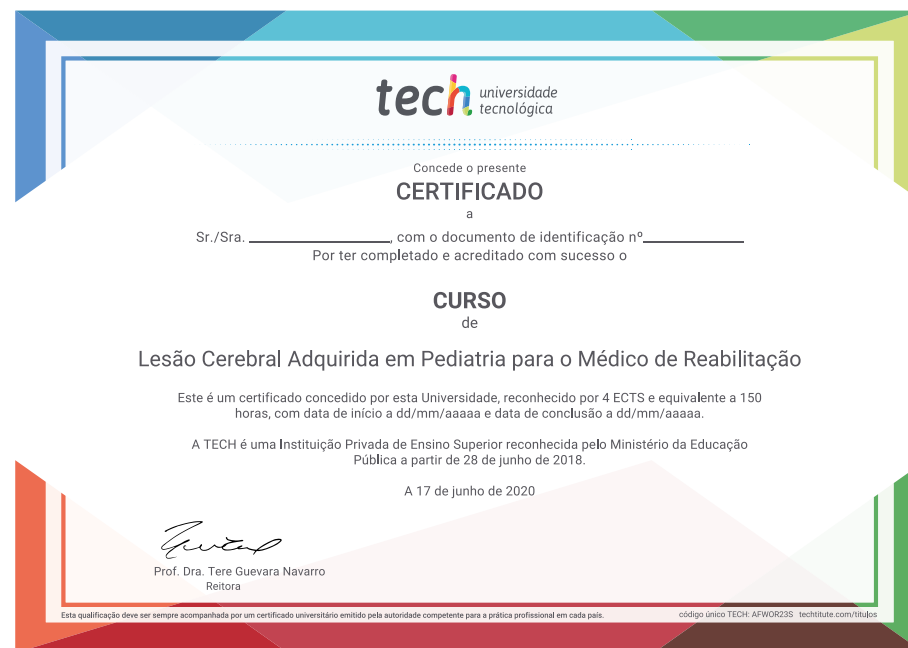 tech universidade
tecnológica
Concede o presente
CERTIFICADO
a
Sr./Sra. ________________, com o documento de identificação nº____________
Por ter completado e acreditado com sucesso o
CURSO
de
Lesão Cerebral Adquirida em Pediatria para o Médico de Reabilitação
Este é um certificado concedido por esta Universidade, reconhecido por 4 ECTS e equivalente a 150
horas, com data de início a dd/mm/aaaaa e data de conclusão a dd/mm/aaaaa.
A TECH é uma Instituição Privada de Ensino Superior reconhecida pelo Ministério da Educação
Pública a partir de 28 de junho de 2018.
A 17 de junho de 2020
Prof. Dra. Tere Guevara Navarro
Reitora
Esta qualificação deve ser sempre acompanhada por um certificado universitário emitido pela autoridade competente para a prática profissional em cada país. código único TECH: AFWOR23S techtitute.com/titulos